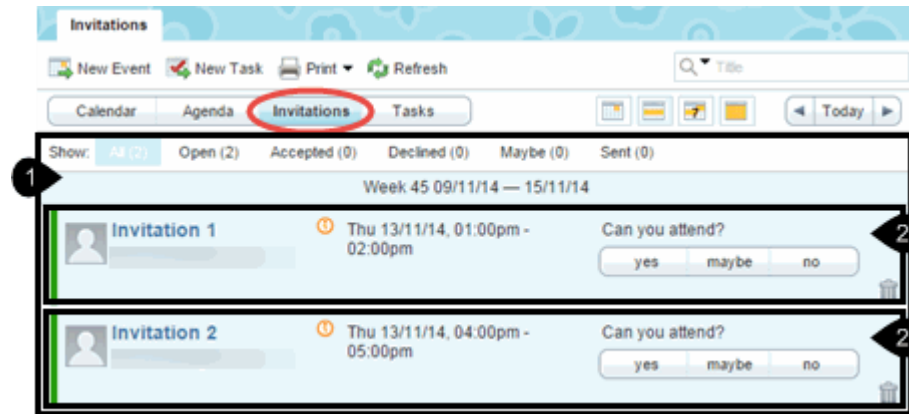 Invitations
New Event New Task Print Refresh Title
Calendar Agenda Invitations Tasks 7 Today
Show: All (2) Open (2) Accepted (0) Declined (0) Maybe (0) Sent (0)
1
Week 45 09/11/14 — 15/11/14
Invitation 1 Thu 13/11/14, 01:00pm - Can you attend? 2
02:00pm
yes maybe no
Invitation 2 Thu 13/11/14, 04:00pm - Can you attend? 2
05:00pm
yes maybe no